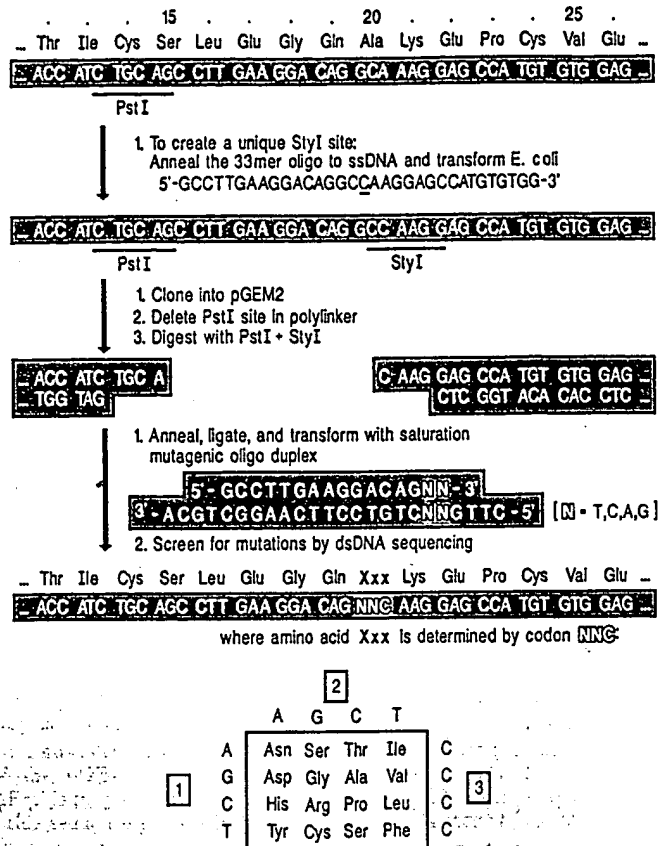 . . . 15 . . . . 20 . . . . 25 .
... Thr Ile Cys Ser Leu Glu Gly Gln Ala Lys Glu Pro Cys Val Glu ...
... ACC ATC TGC AGC CTT GAA GGA CAG GCA AAG GAG CCA TGT GTG GAG ...
PstI
1. To create a unique StyI site:
Anneal the 33mer oligo to ssDNA and transform E. coli
5'-GCCTTGAAGGACAGGCCAAGGAGCCATGTGTGG-3'
... ACC ATC TGC AGC CTT GAA GGA CAG GCC AAG GAG CCA TGT GTG GAG ...
PstI StyI
1. Clone into pGEM2
2. Delete PstI site in polylinker
3. Digest with PstI + StyI
... ACC ATC TGC A C AAG GAG CCA TGT GTG GAG ...
... TGG TAG CTC GGT ACA CAC CTC ...
1. Anneal, ligate, and transform with saturation
mutagenic oligo duplex
5'-GCCTTGAAGGACAGNN-3'
3'-ACGTCGGAACTTCCTGTCNNGTTC-5' [N = T,C,A,G]
2. Screen for mutations by dsDNA sequencing
... Thr Ile Cys Ser Leu Glu Gly Gln Xxx Lys Glu Pro Cys Val Glu ...
... ACC ATC TGC AGC CTT GAA GGA CAG NNC AAG GAG CCA TGT GTG GAG ...
where amino acid Xxx is determined by codon NNC:
2
A G C T
A Asn Ser Thr Ile C
G Asp Gly Ala Val C
1 3
C His Arg Pro Leu C
T Tyr Cys Ser Phe C